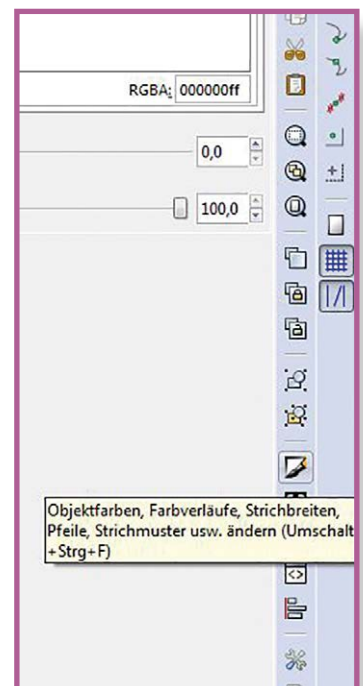 RGBA: 000000ff
0,0
100,0
Objektfarben, Farbverläufe, Strichbreiten,
Pfeile, Strichmuster usw. ändern (Umschalt
+Strg+F)